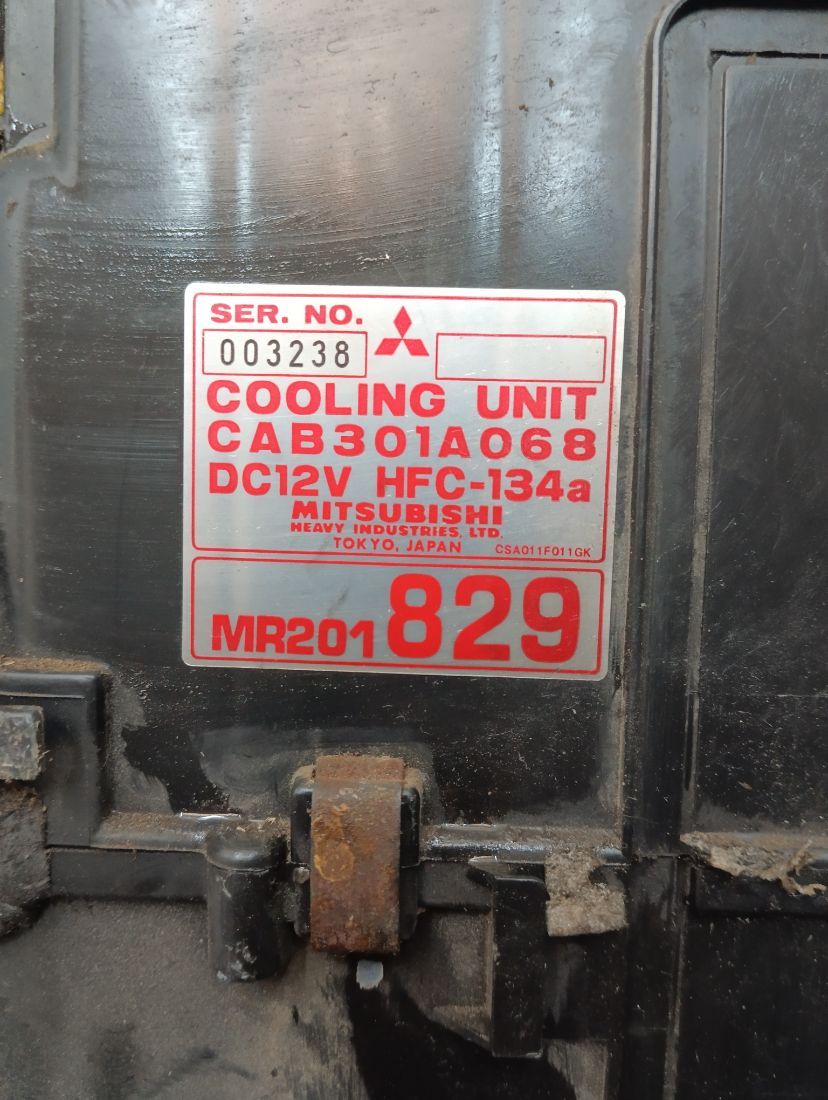 SER. NO.
003238
COOLING UNIT
CAB301A068
DC12V HFC-134a
MITSUBISHI
HEAVY INDUSTRIES, LTD.
TOKYO, JAPAN CSA011F011GK
MR201829